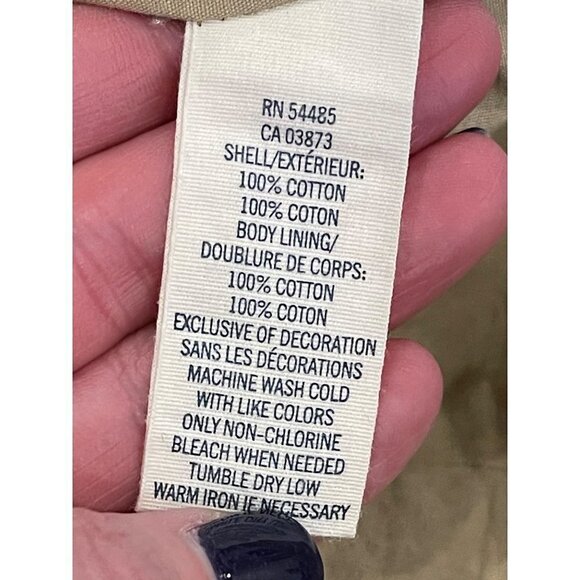 RN 54485
CA 03873
SHELL/EXTÉRIEUR:
100% COTTON
100% COTON
BODY LINING/
DOUBLURE DE CORPS:
100% COTTON
100% COTON
EXCLUSIVE OF DECORATION
SANS LES DÉCORATIONS
MACHINE WASH COLD
WITH LIKE COLORS
ONLY NON-CHLORINE
BLEACH WHEN NEEDED
TUMBLE DRY LOW
WARM IRON IF NECESSARY